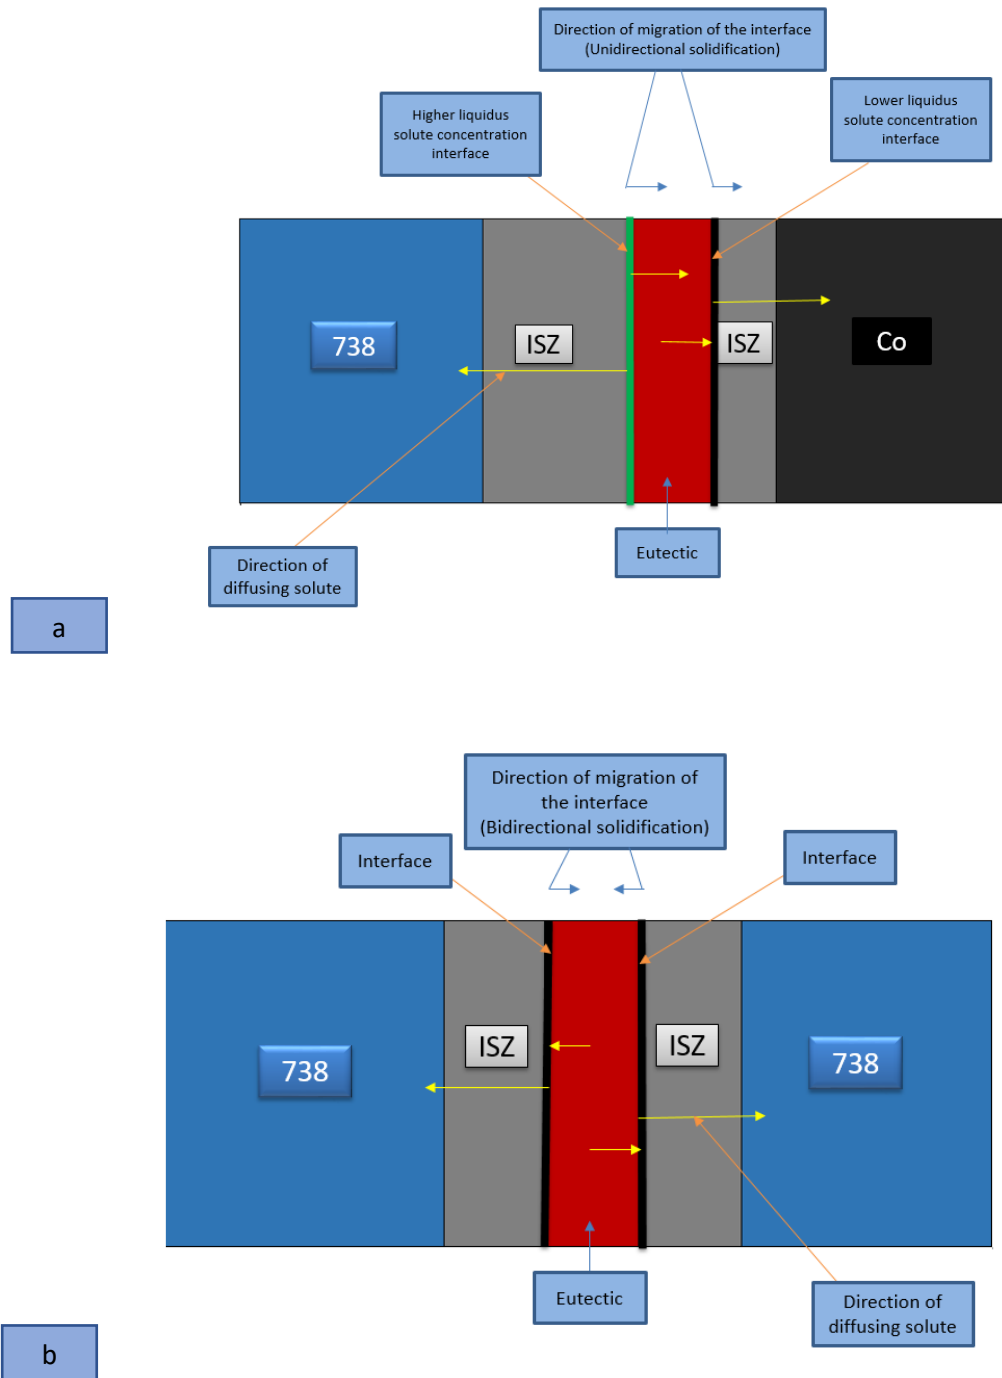 Direction of migration of the interface
(Unidirectional solidification)
Higher liquidus
solute concentration
interface
Lower liquidus
solute concentration
interface
738
ISZ
ISZ
Co
Eutectic
Direction of
diffusing solute
a
Direction of migration of
the interface
(Bidirectional solidification)
Interface
Interface
738
ISZ
ISZ
738
Eutectic
Direction of
diffusing solute
b